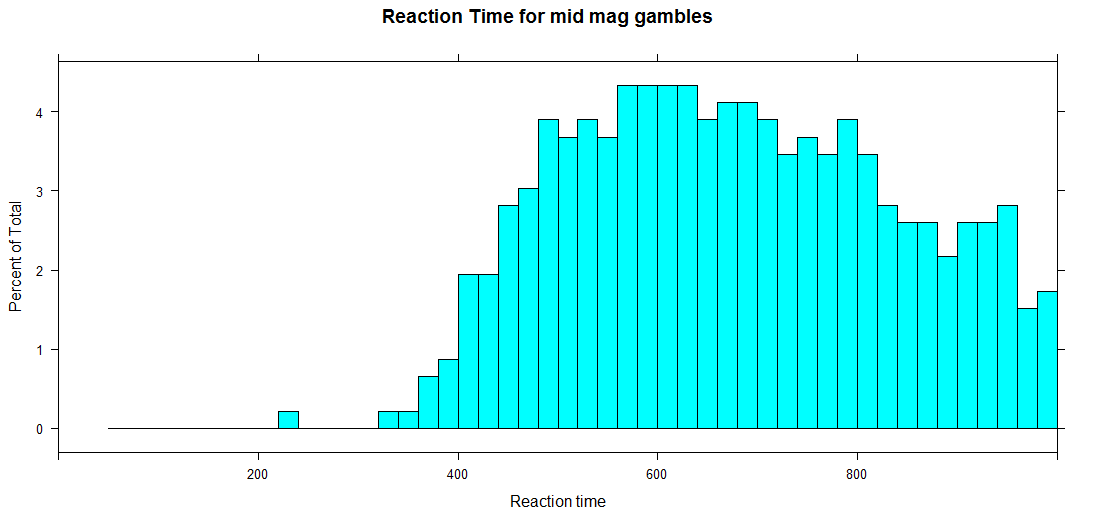 Reaction Time for mid mag gambles
Percent of Total
4
3
2
1
0
200 400 600 800
Reaction time